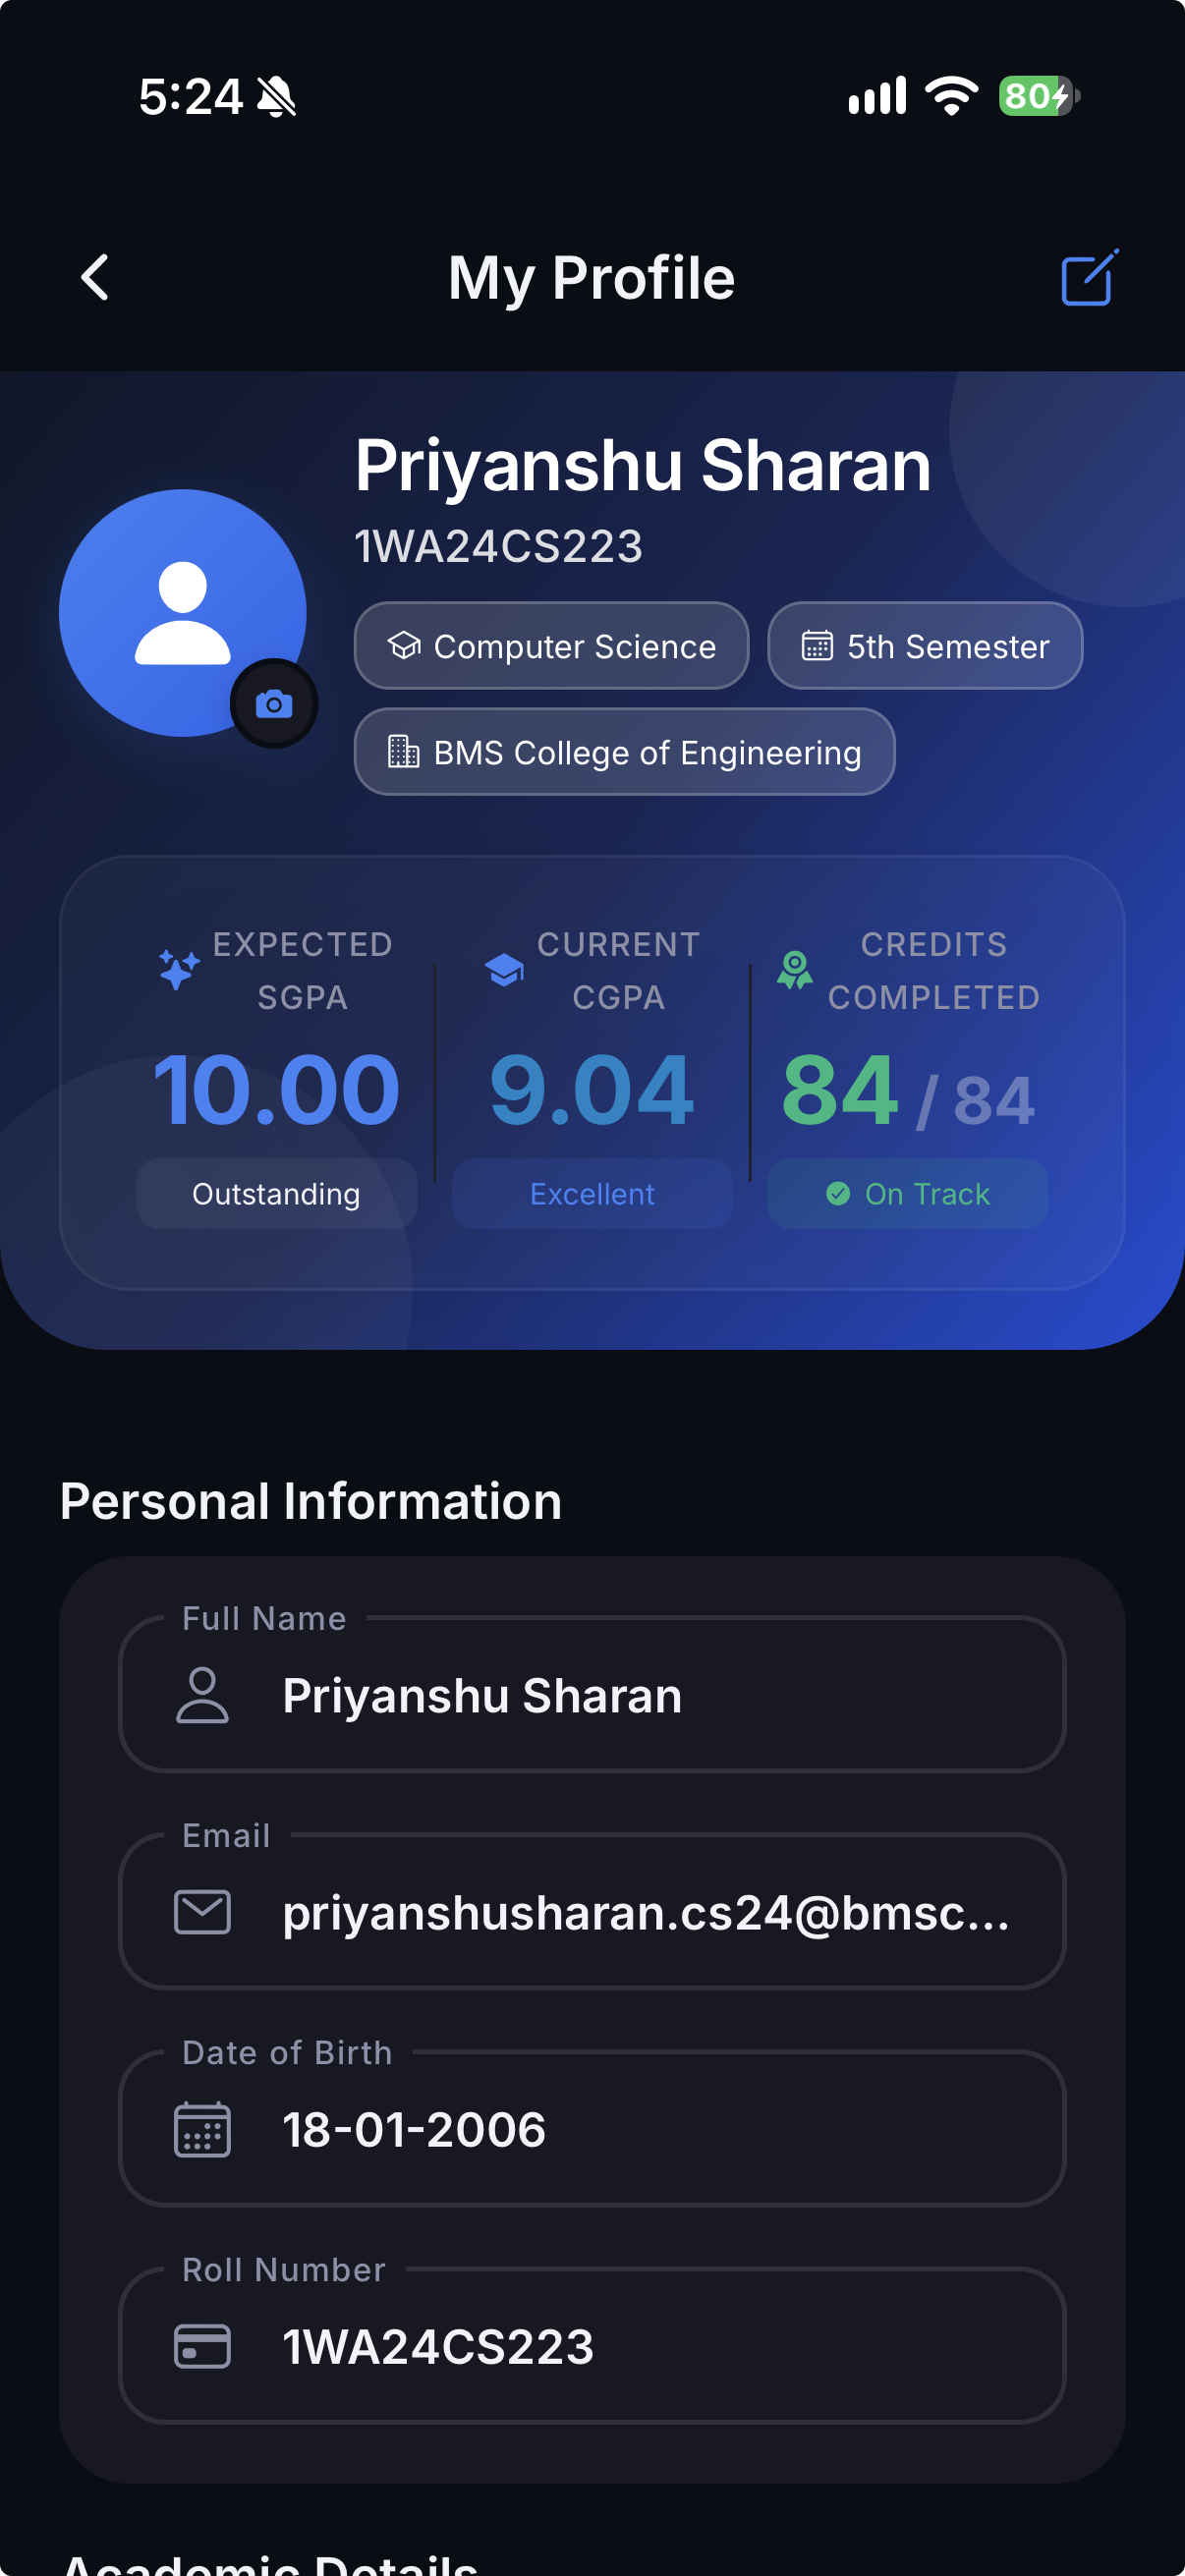 5:24
80
My Profile
Priyanshu Sharan
1WA24CS223
Computer Science
5th Semester
BMS College of Engineering
EXPECTED
SGPA
10.00
Outstanding
CURRENT
CGPA
9.04
Excellent
CREDITS
COMPLETED
84 / 84
On Track
Personal Information
Full Name
Priyanshu Sharan
Email
priyanshusharan.cs24@bmsc...
Date of Birth
18-01-2006
Roll Number
1WA24CS223
Academic Details